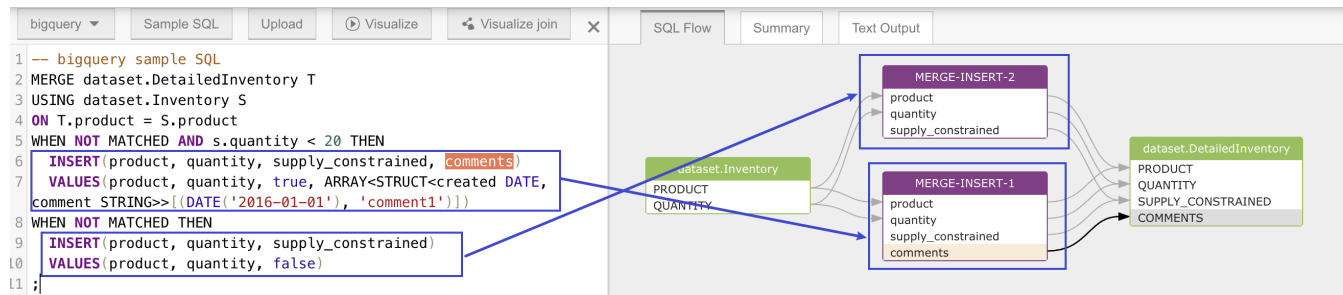 bigquery
Sample SQL
Upload
Visualize
Visualize join
1 -- bigquery sample SQL
2 MERGE dataset.DetailedInventory T
3 USING dataset.Inventory S
4 ON T.product = S.product
5 WHEN NOT MATCHED AND s.quantity < 20 THEN
6 INSERT(product, quantity, supply_constrained, comments)
7 VALUES(product, quantity, true, ARRAY<STRUCT<created DATE,
comment STRING>>[(DATE('2016-01-01'), 'comment1')])
8 WHEN NOT MATCHED THEN
9 INSERT(product, quantity, supply_constrained)
10 VALUES(product, quantity, false)
11 ;
SQL Flow
Summary
Text Output
dataset.Inventory
PRODUCT
QUANTITY
MERGE-INSERT-2
product
quantity
supply_constrained
MERGE-INSERT-1
product
quantity
supply_constrained
comments
dataset.DetailedInventory
PRODUCT
QUANTITY
SUPPLY_CONSTRAINED
COMMENTS